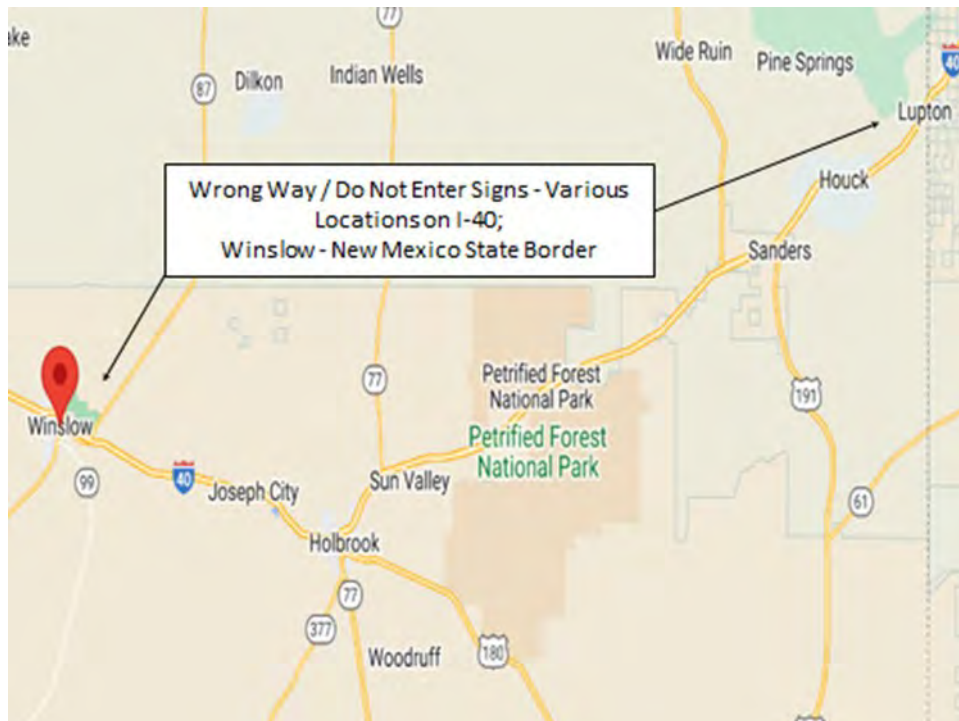 ake
77
Wide Ruin
Pine Springs
40
Dilkon
Indian Wells
87
Lupton
Wrong Way / Do Not Enter Signs - Various
Locations on I-40;
Winslow - New Mexico State Border
Houck
Sanders
77
Petrified Forest
National Park
191
Winslow
Petrified Forest
National Park
99
40
Joseph City
Sun Valley
61
Holbrook
77
377
Woodruff
180